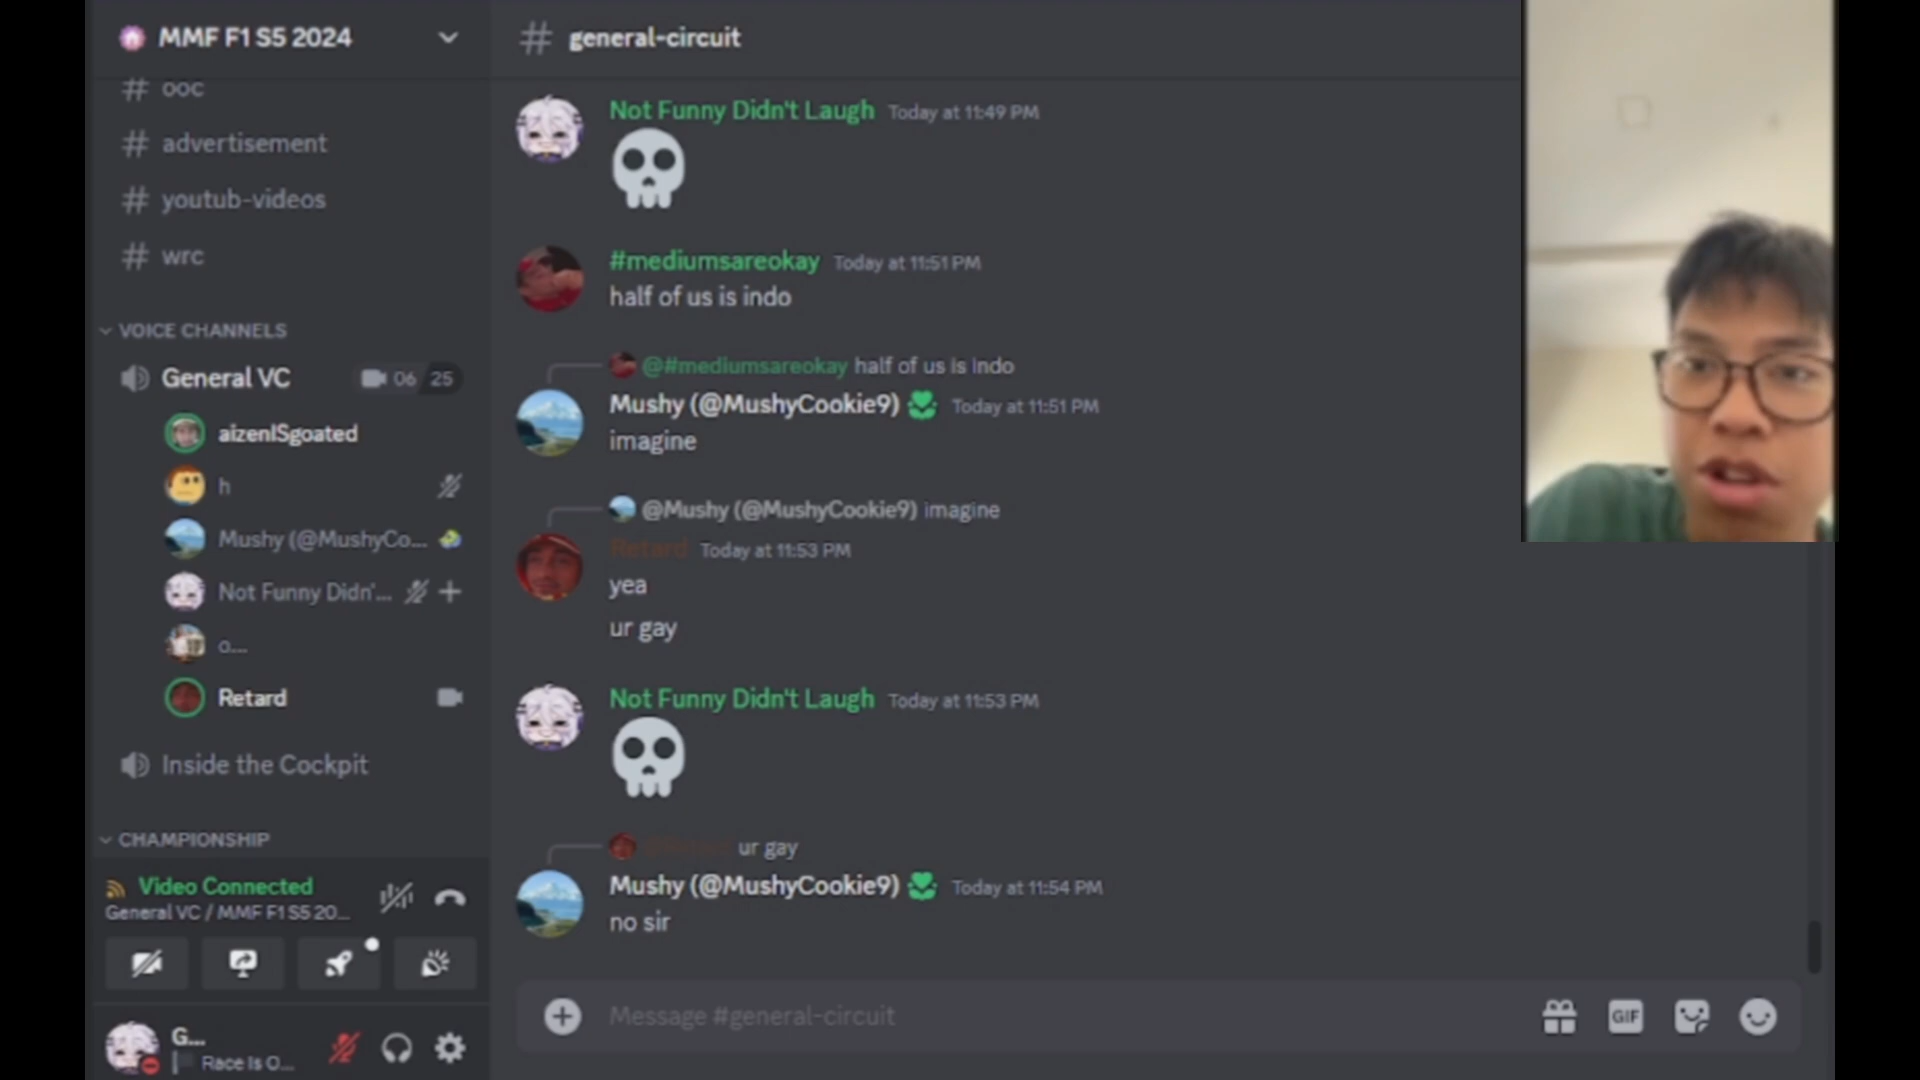 MMF F1 S5 2024
ooc
advertisement
youtub-videos
wrc
VOICE CHANNELS
General VC 06 25
aizenISgoated
h
Mushy (@MushyCo...
Not Funny Didn'...
o...
Retard
Inside the Cockpit
CHAMPIONSHIP
Video Connected
General VC / MMF F1 S5 20...
G...
Race Is O...
# general-circuit
Not Funny Didn't Laugh Today at 11:49 PM
#mediumsareokay Today at 11:51 PM
half of us is indo
@#mediumsareokay half of us is indo
Mushy (@MushyCookie9) Today at 11:51 PM
imagine
@Mushy (@MushyCookie9) imagine
Retard Today at 11:53 PM
yea
ur gay
Not Funny Didn't Laugh Today at 11:53 PM
ur gay
Mushy (@MushyCookie9) Today at 11:54 PM
no sir
Message #general-circuit
GIF